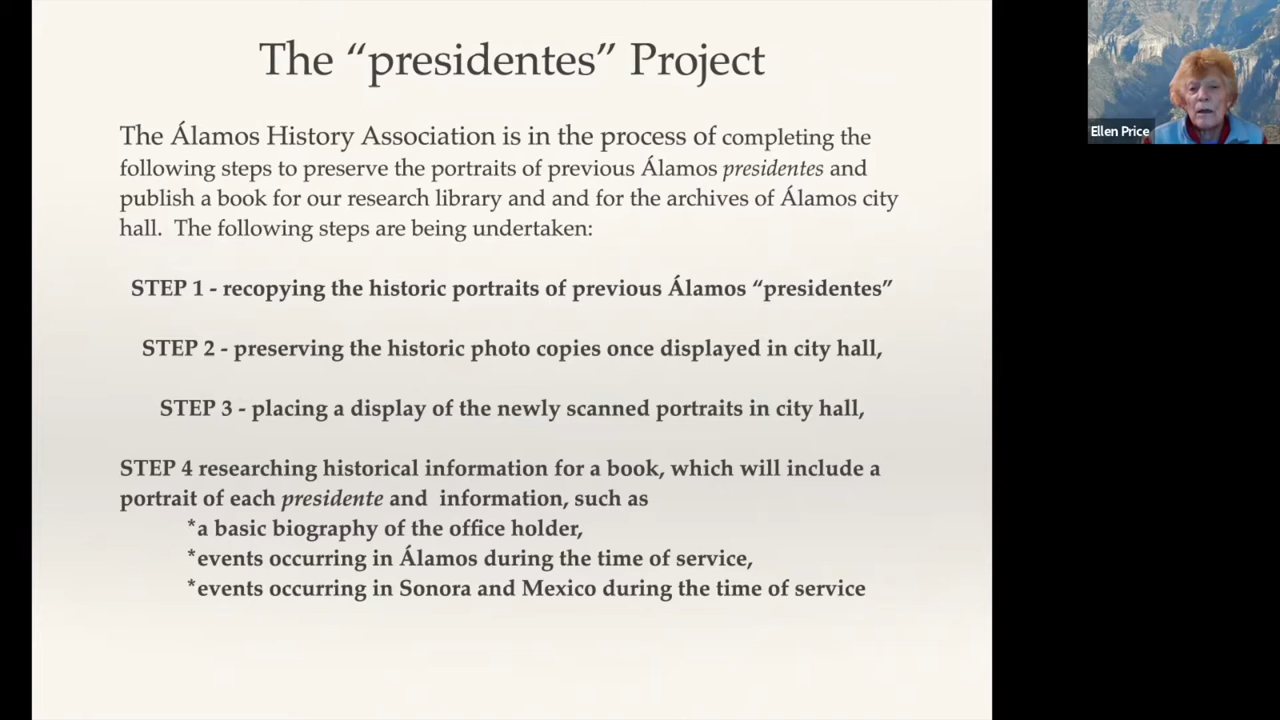 The “presidentes” Project
The Álamos History Association is in the process of completing the
following steps to preserve the portraits of previous Álamos presidentes and
publish a book for our research library and and for the archives of Álamos city
hall.  The following steps are being undertaken:
STEP 1 - recopying the historic portraits of previous Álamos “presidentes”
STEP 2 - preserving the historic photo copies once displayed in city hall,
STEP 3 - placing a display of the newly scanned portraits in city hall,
STEP 4 researching historical information for a book, which will include a
portrait of each presidente and  information, such as
*a basic biography of the office holder,
*events occurring in Álamos during the time of service,
*events occurring in Sonora and Mexico during the time of service
Ellen Price